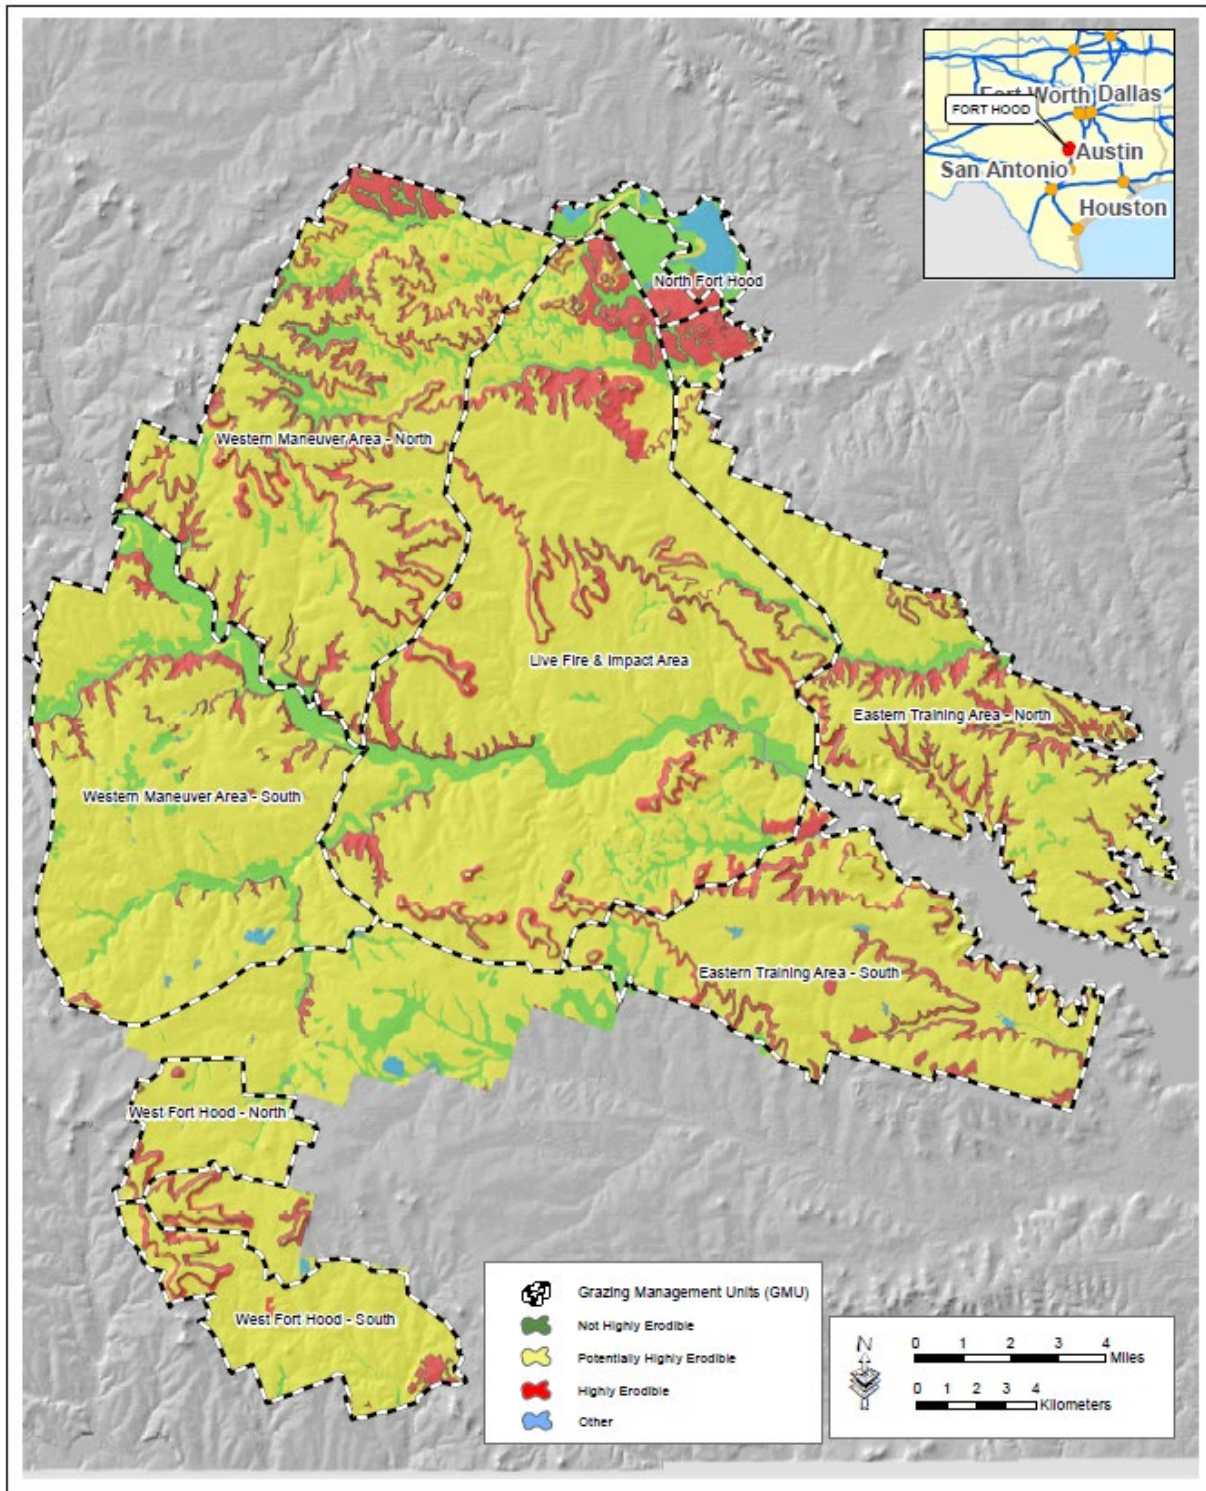 Fort Worth Dallas
FORT HOOD
Austin
San Antonio
Houston
North Fort Hood
Western Maneuver Area - North
Live Fire & Impact Area
Eastern Training Area - North
Western Maneuver Area - South
Eastern Training Area - South
West Fort Hood - North
West Fort Hood - South
Grazing Management Units (GMU)
Not Highly Erodible
Potentially Highly Erodible
Highly Erodible
Other
N
0 1 2 3 4
Miles
0 1 2 3 4
Kilometers